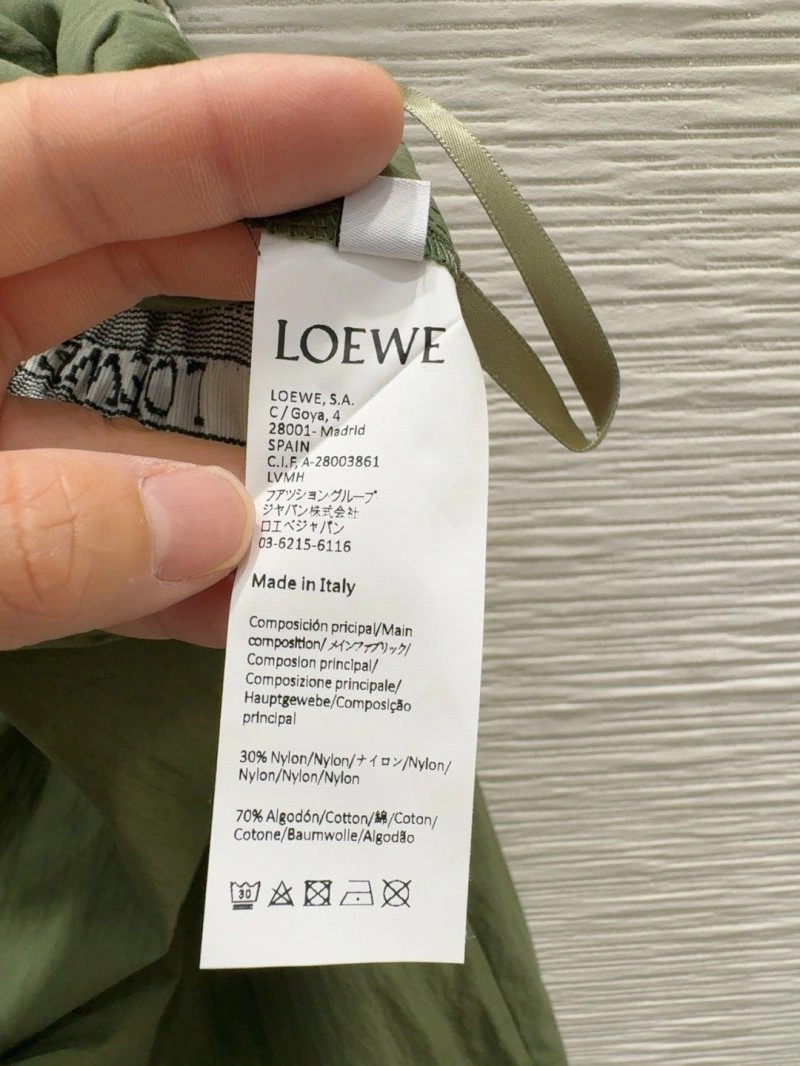 LOEWE
LOEWE, S.A.
C / Goya, 4
28001- Madrid
SPAIN
C.I.F, A-28003861
LVMH
フアツショングループ
ジャパン株式会社
ロエベジャパン
03-6215-6116
Made in Italy
Composición pricipal/Main
composition/メインファブリック/
Composion principal/
Composizione principale/
Hauptgewebe/Composição
principal
30% Nylon/Nylon/ナイロン/Nylon/
Nylon/Nylon/Nylon
70% Algodón/Cotton/綿/Coton/
Cotone/Baumwolle/Algodão
30
LOEWE